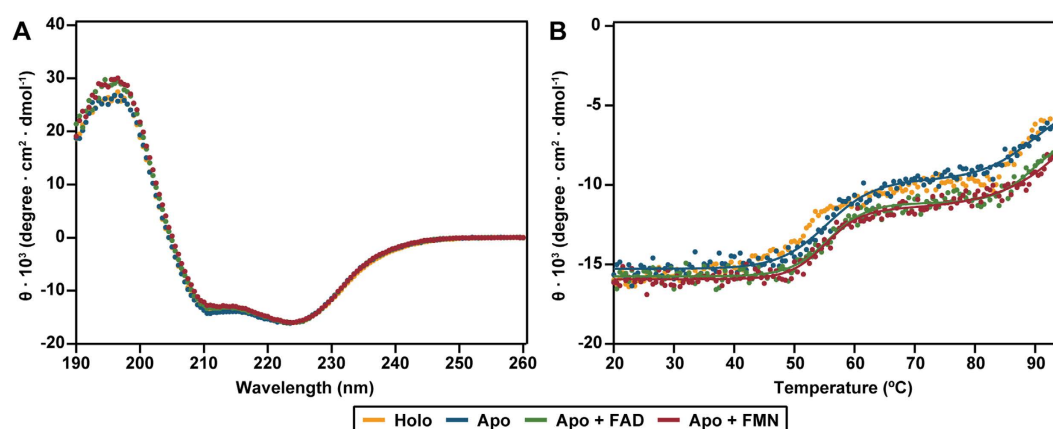 A
θ · 10³ (degree · cm² · dmol⁻¹)
40
30
20
10
0
-10
-20
190 200 210 220 230 240 250 260
Wavelength (nm)
B
θ · 10³ (degree · cm² · dmol⁻¹)
0
-5
-10
-15
-20
20 30 40 50 60 70 80 90
Temperature (ºC)
Holo Apo Apo + FAD Apo + FMN